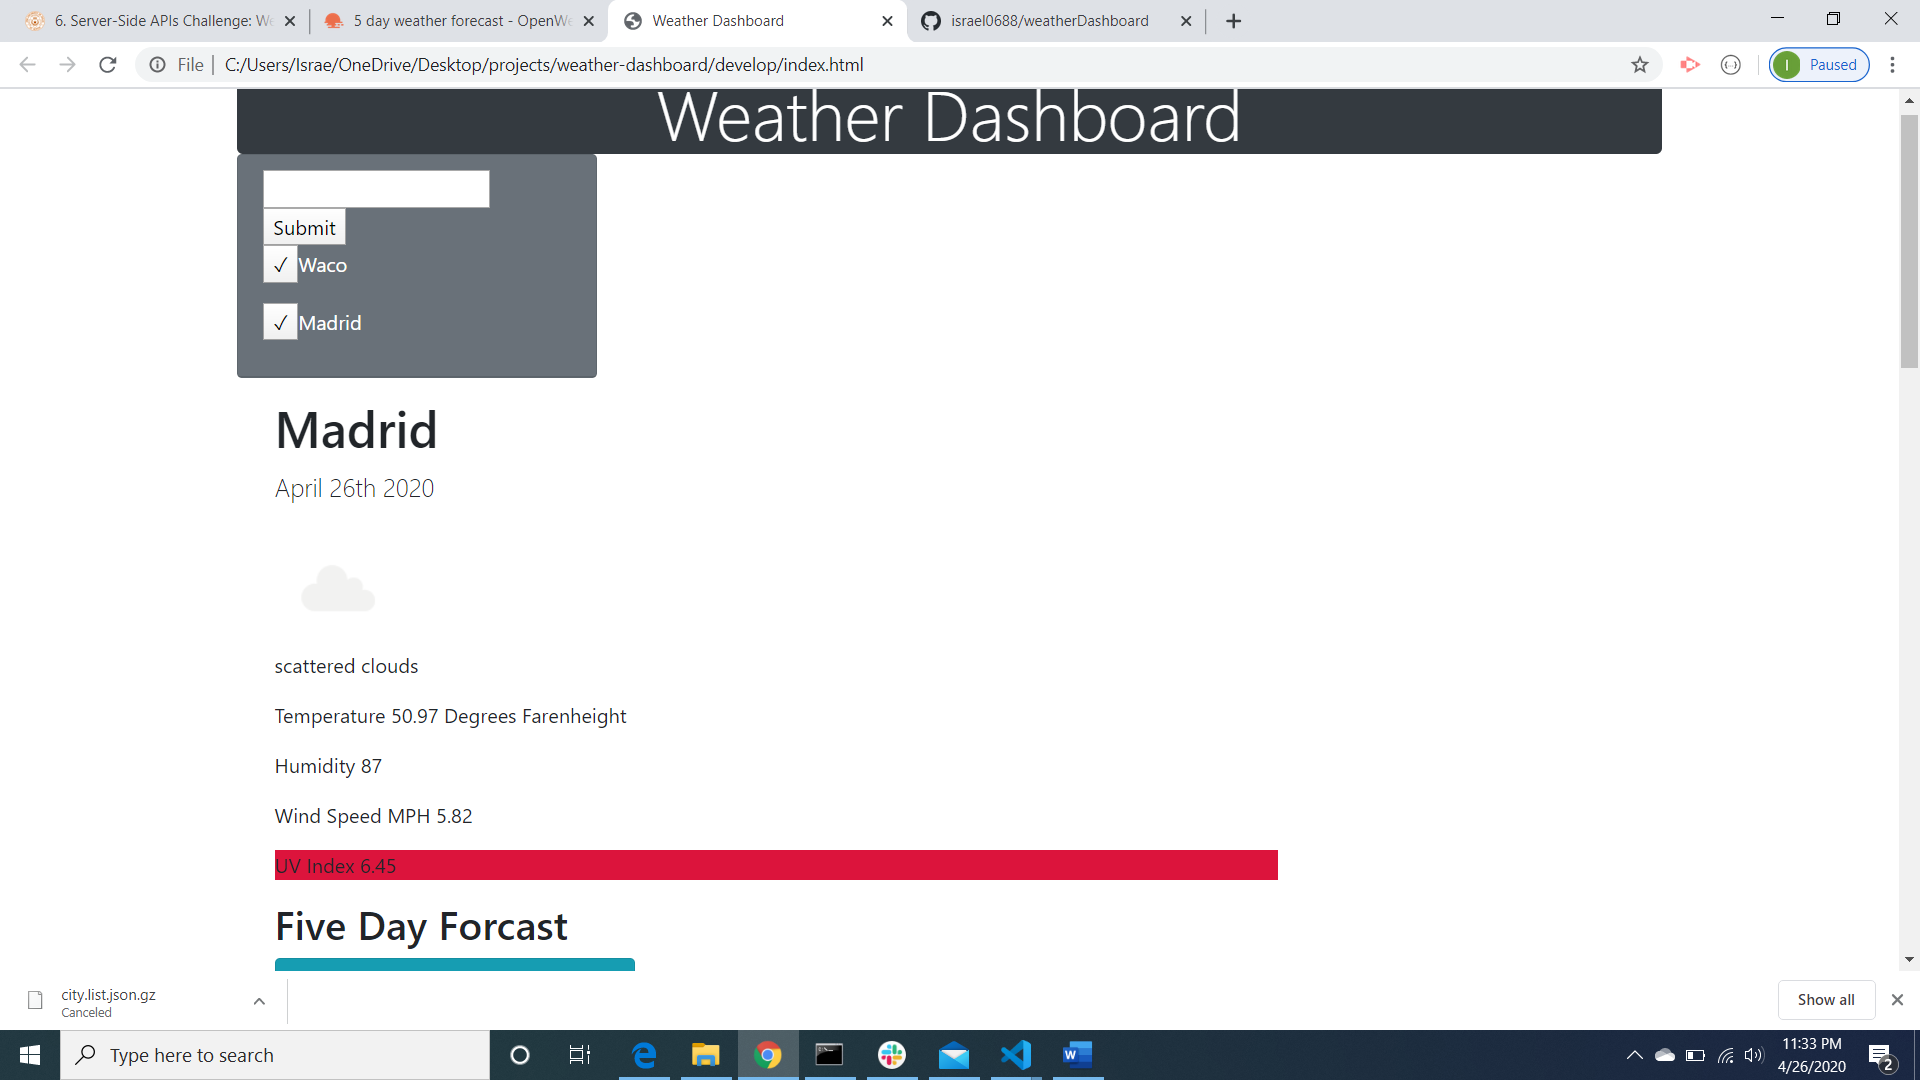 6. Server-Side APIs Challenge: We
5 day weather forecast - OpenWe
Weather Dashboard
israel0688/weatherDashboard
File
C:/Users/Israe/OneDrive/Desktop/projects/weather-dashboard/develop/index.html
I
Paused
Weather Dashboard
Submit
✓ Waco
✓ Madrid
Madrid
April 26th 2020
scattered clouds
Temperature 50.97 Degrees Farenheight
Humidity 87
Wind Speed MPH 5.82
UV Index 6.45
Five Day Forcast
city.list.json.gz
Canceled
Show all
Type here to search
11:33 PM
4/26/2020
2